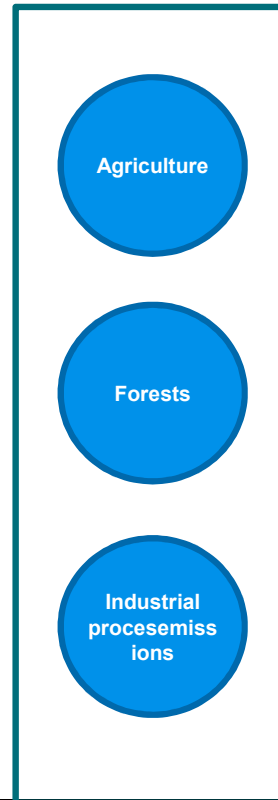 Agriculture
Forests
Industrial
procesemiss
ions